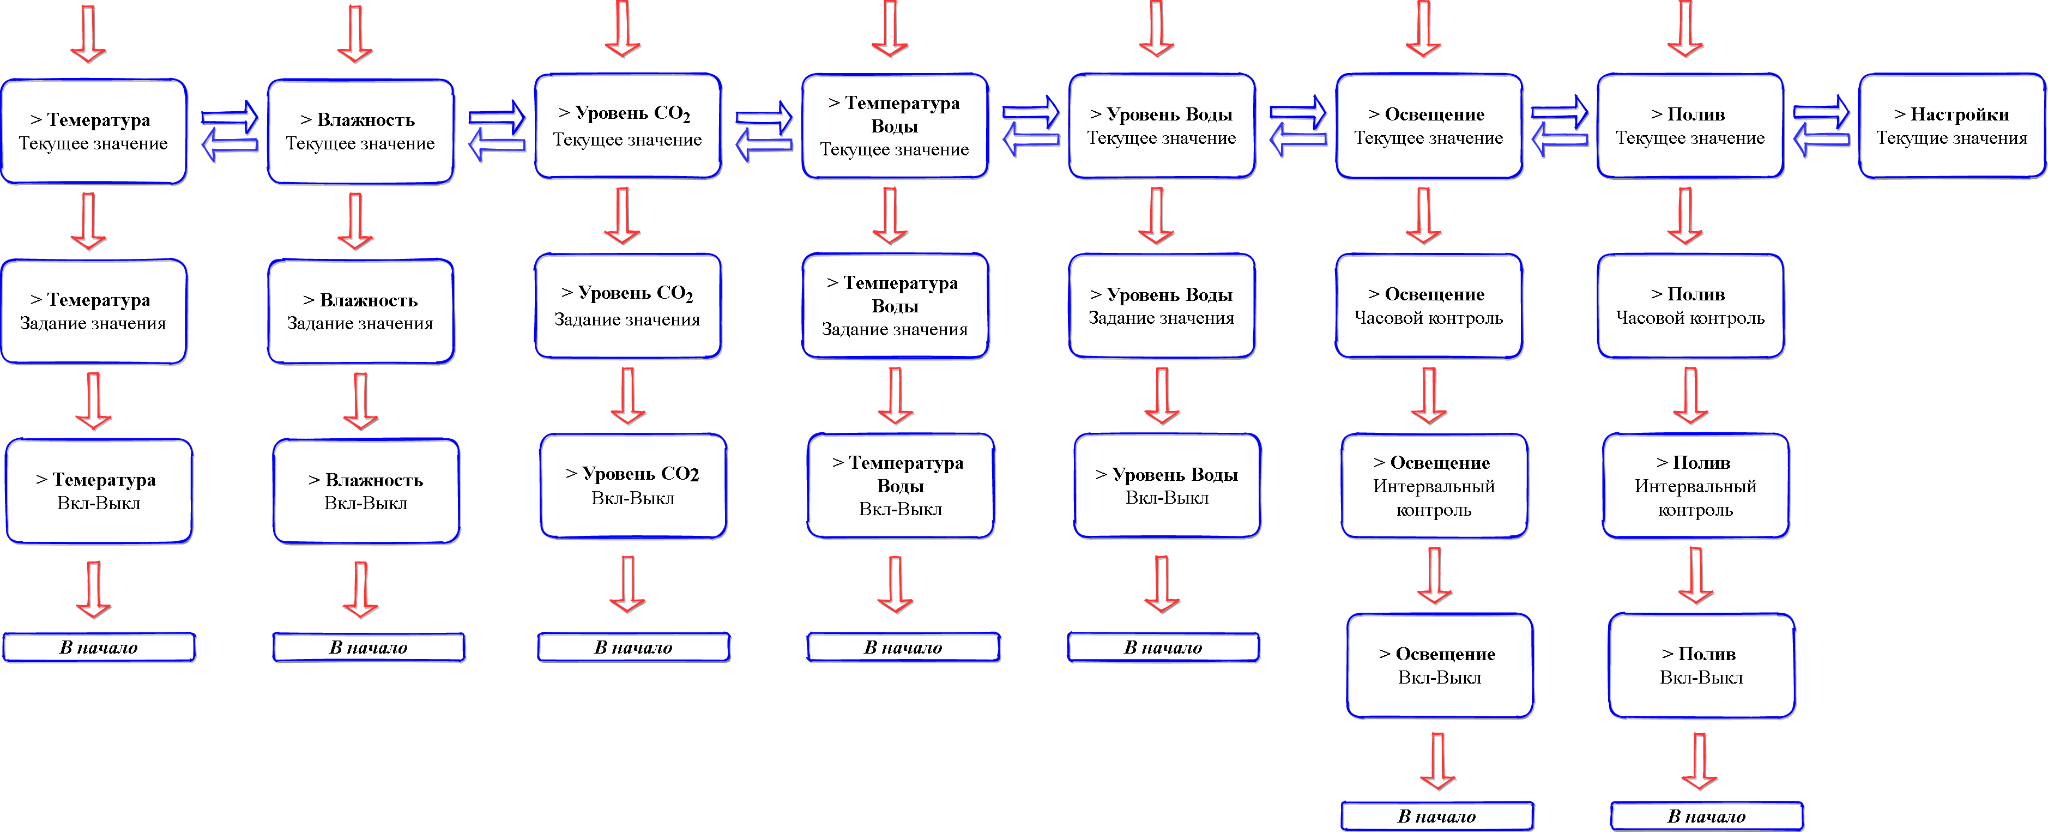 > Темература
Текущее значение
> Влажность
Текущее значение
> Уровень CO₂
Текущее значение
> Температура
Воды
Текущее значение
> Уровень Воды
Текущее значение
> Освещение
Текущее значение
> Полив
Текущее значение
> Настройки
Текущие значения
> Темература
Задание значения
> Влажность
Задание значения
> Уровень CO₂
Задание значения
> Температура
Воды
Задание значения
> Уровень Воды
Задание значения
> Освещение
Часовой контроль
> Полив
Часовой контроль
> Темература
Вкл-Выкл
> Влажность
Вкл-Выкл
> Уровень CO2
Вкл-Выкл
> Температура
Воды
Вкл-Выкл
> Уровень Воды
Вкл-Выкл
> Освещение
Интервальный
контроль
> Полив
Интервальный
контроль
В начало
В начало
В начало
В начало
В начало
> Освещение
Вкл-Выкл
> Полив
Вкл-Выкл
В начало
В начало